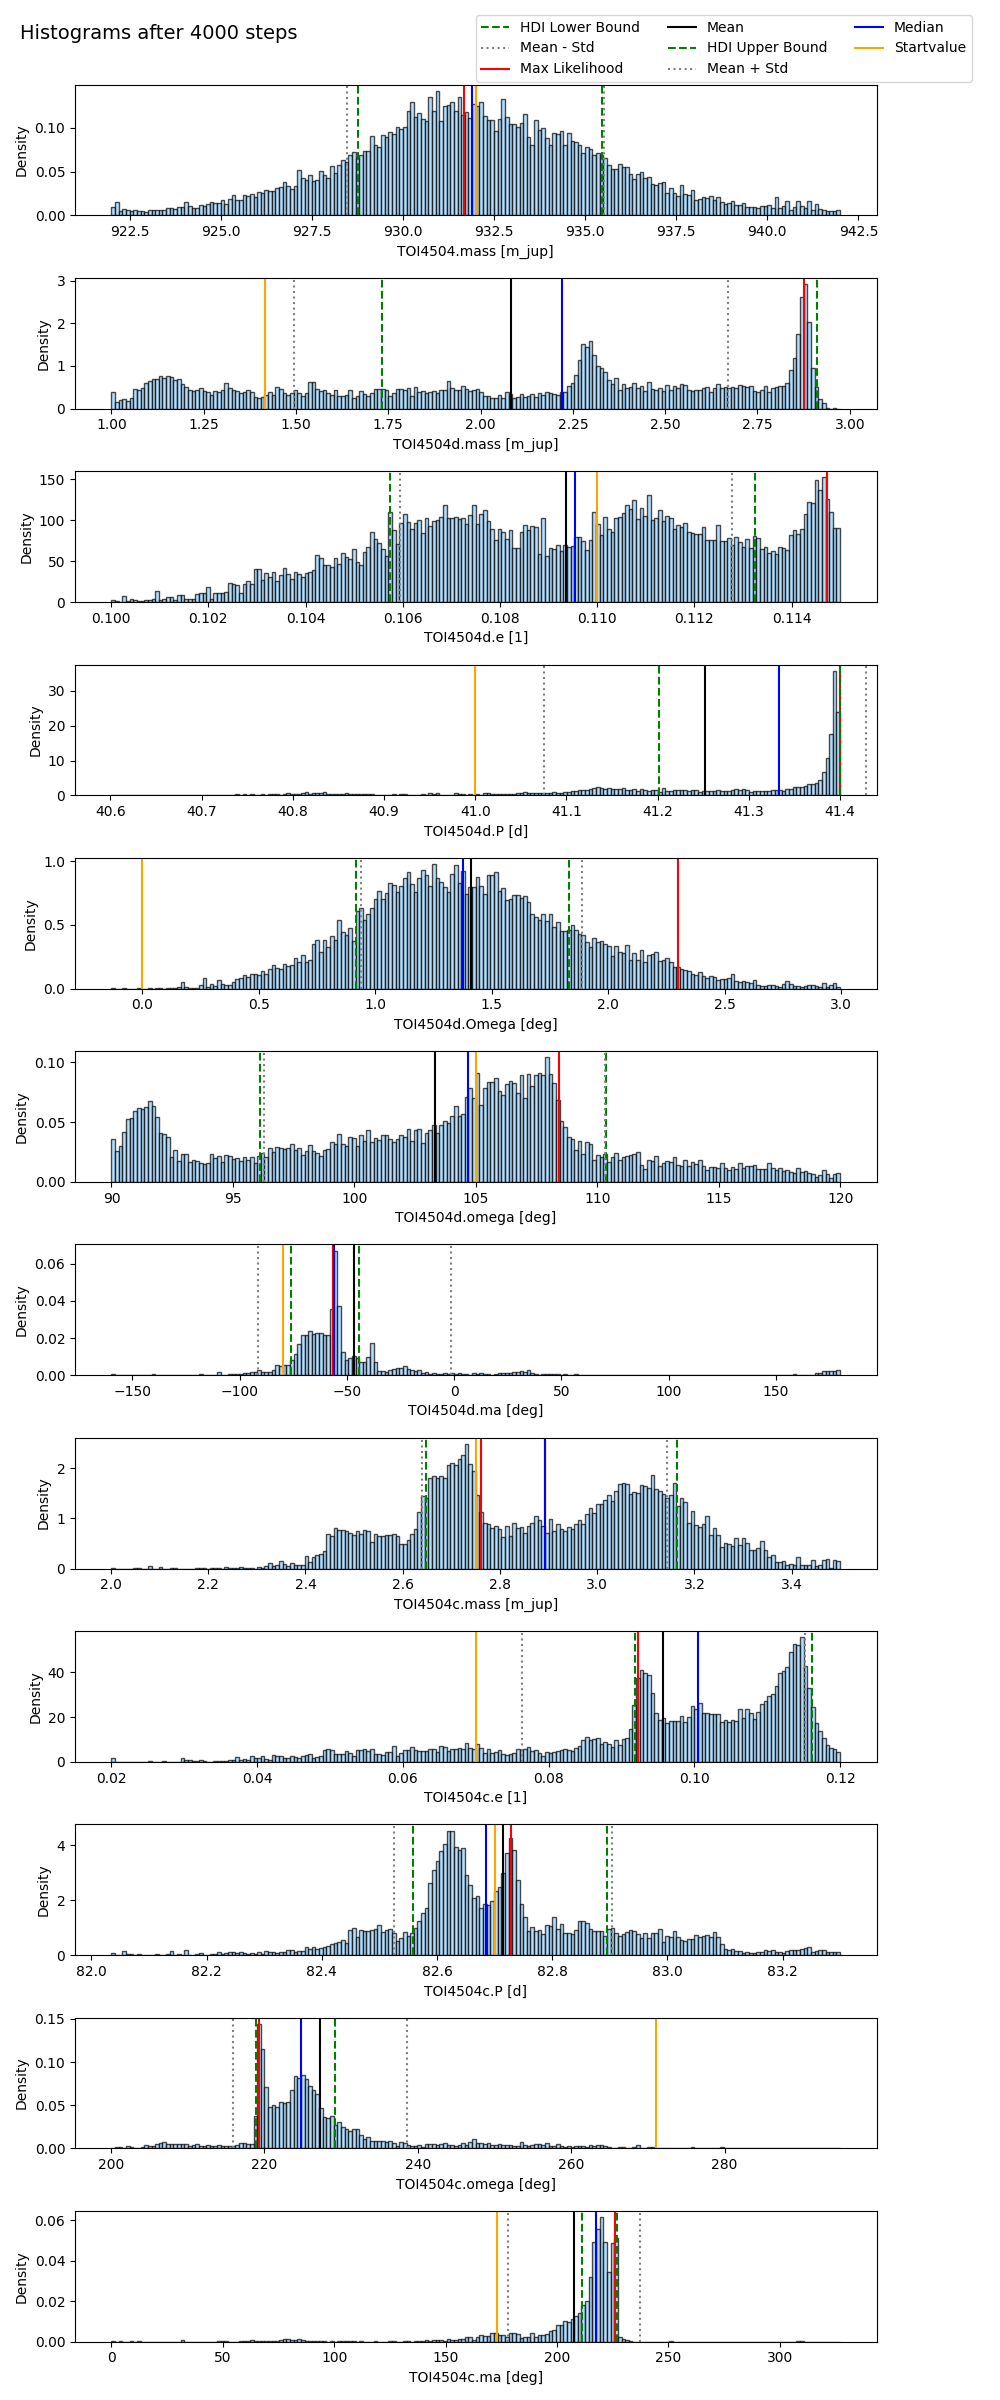 Histograms after 4000 steps
HDI Lower Bound Mean Median
Mean - Std HDI Upper Bound Startvalue
Max Likelihood Mean + Std
Density
0.10
0.05
0.00
922.5 925.0 927.5 930.0 932.5 935.0 937.5 940.0 942.5
TOI4504.mass [m_jup]
Density
3
2
1
0
1.00 1.25 1.50 1.75 2.00 2.25 2.50 2.75 3.00
TOI4504d.mass [m_jup]
Density
150
100
50
0
0.100 0.102 0.104 0.106 0.108 0.110 0.112 0.114
TOI4504d.e [1]
Density
30
20
10
0
40.6 40.7 40.8 40.9 41.0 41.1 41.2 41.3 41.4
TOI4504d.P [d]
Density
1.0
0.5
0.0
0.0 0.5 1.0 1.5 2.0 2.5 3.0
TOI4504d.Omega [deg]
Density
0.10
0.05
0.00
90 95 100 105 110 115 120
TOI4504d.omega [deg]
Density
0.06
0.04
0.02
0.00
−150 −100 −50 0 50 100 150
TOI4504d.ma [deg]
Density
2
1
0
2.0 2.2 2.4 2.6 2.8 3.0 3.2 3.4
TOI4504c.mass [m_jup]
Density
40
20
0
0.02 0.04 0.06 0.08 0.10 0.12
TOI4504c.e [1]
Density
4
2
0
82.0 82.2 82.4 82.6 82.8 83.0 83.2
TOI4504c.P [d]
Density
0.15
0.10
0.05
0.00
200 220 240 260 280
TOI4504c.omega [deg]
Density
0.06
0.04
0.02
0.00
0 50 100 150 200 250 300
TOI4504c.ma [deg]